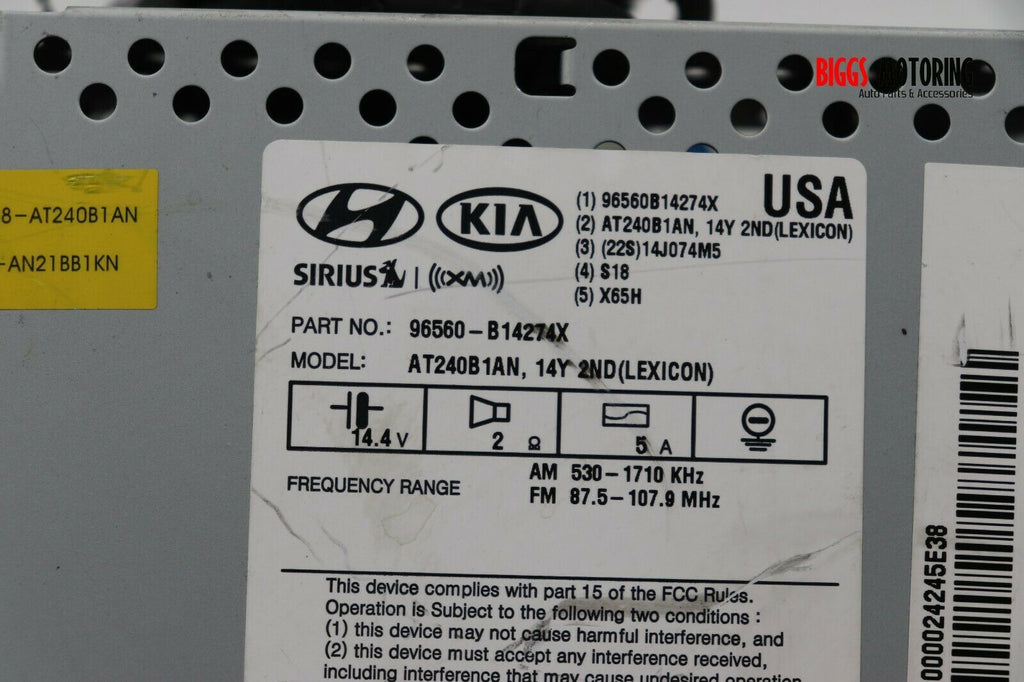 BIGGS MOTORING
Auto Parts & Accessories
8-AT240B1AN
-AN21BB1KN
KIA
USA
(1) 96560B14274X
(2) AT240B1AN, 14Y 2ND(LEXICON)
(3) (22S)14J074M5
(4) S18
(5) X65H
SIRIUS | ((XM))
PART NO.: 96560-B14274X
MODEL: AT240B1AN, 14Y 2ND(LEXICON)
14.4 V
2 Ω
5 A
FREQUENCY RANGE
AM 530-1710 KHz
FM 87.5-107.9 MHz
This device complies with part 15 of the FCC Rules.
Operation is Subject to the following two conditions :
(1) this device may not cause harmful interference, and
(2) this device must accept any interference received,
including interference that may cause undesired operation
000024245E38